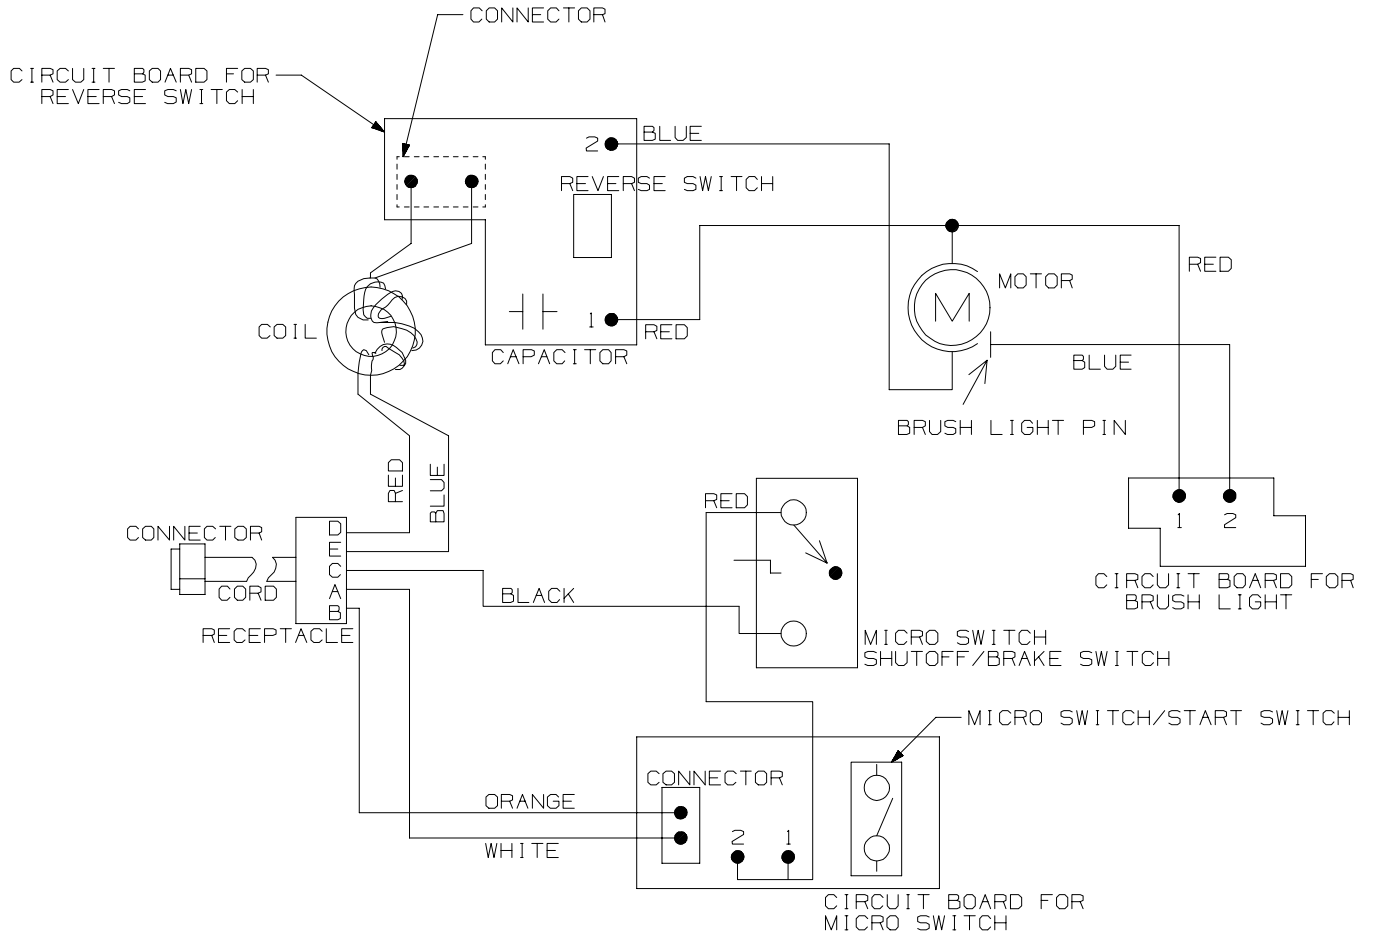 CONNECTOR
CIRCUIT BOARD FOR
REVERSE SWITCH
2
BLUE
REVERSE SWITCH
RED
MOTOR
M
COIL
1
RED
CAPACITOR
BLUE
BRUSH LIGHT PIN
RED
BLUE
RED
1
2
CONNECTOR
D
E
C
A
B
CORD
RECEPTACLE
BLACK
CIRCUIT BOARD FOR
BRUSH LIGHT
MICRO SWITCH
SHUTOFF/BRAKE SWITCH
MICRO SWITCH/START SWITCH
CONNECTOR
ORANGE
WHITE
2
1
CIRCUIT BOARD FOR
MICRO SWITCH